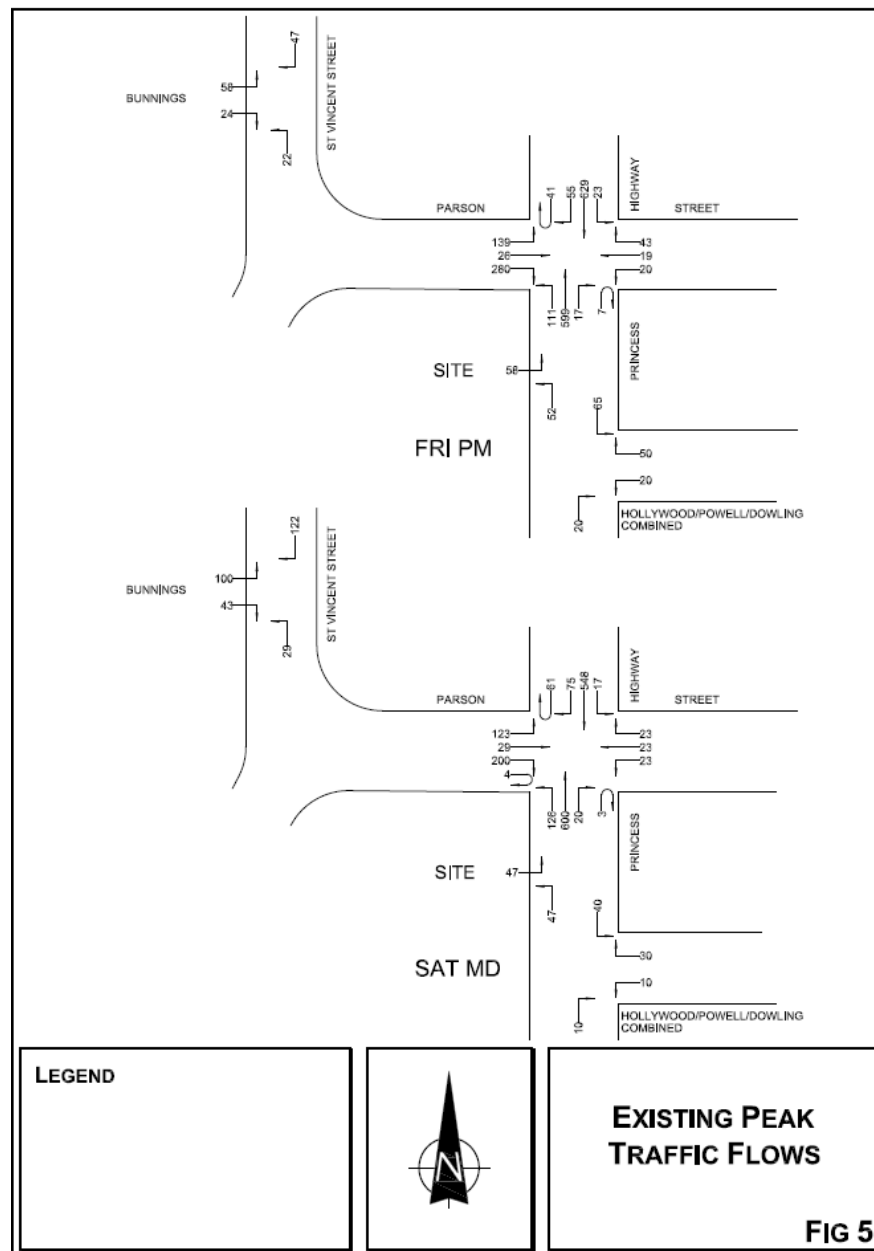 47
ST VINCENT STREET
58
BUNNINGS
24
22
PARSON
41
55
629
23
HIGHWAY
STREET
139
26
280
43
19
20
111
599
17
7
PRINCESS
SITE
58
52
65
FRI PM
50
20
20
HOLLYWOOD/POWELL/DOWLING
COMBINED
122
ST VINCENT STREET
100
BUNNINGS
43
29
PARSON
61
75
548
17
HIGHWAY
STREET
123
29
200
4
23
23
23
126
600
20
3
PRINCESS
SITE
47
47
40
SAT MD
30
10
10
HOLLYWOOD/POWELL/DOWLING
COMBINED
LEGEND
N
EXISTING PEAK
TRAFFIC FLOWS
FIG 5